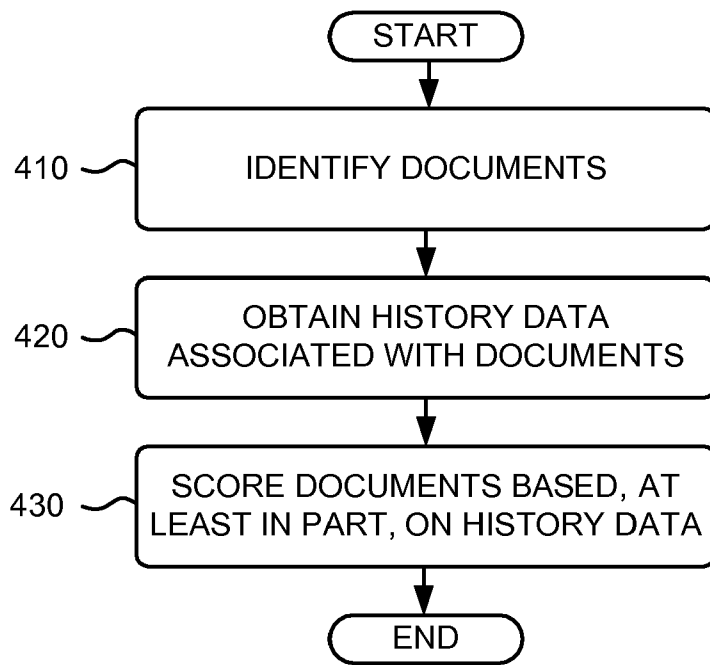 START
410
IDENTIFY DOCUMENTS
420
OBTAIN HISTORY DATA
ASSOCIATED WITH DOCUMENTS
430
SCORE DOCUMENTS BASED, AT
LEAST IN PART, ON HISTORY DATA
END